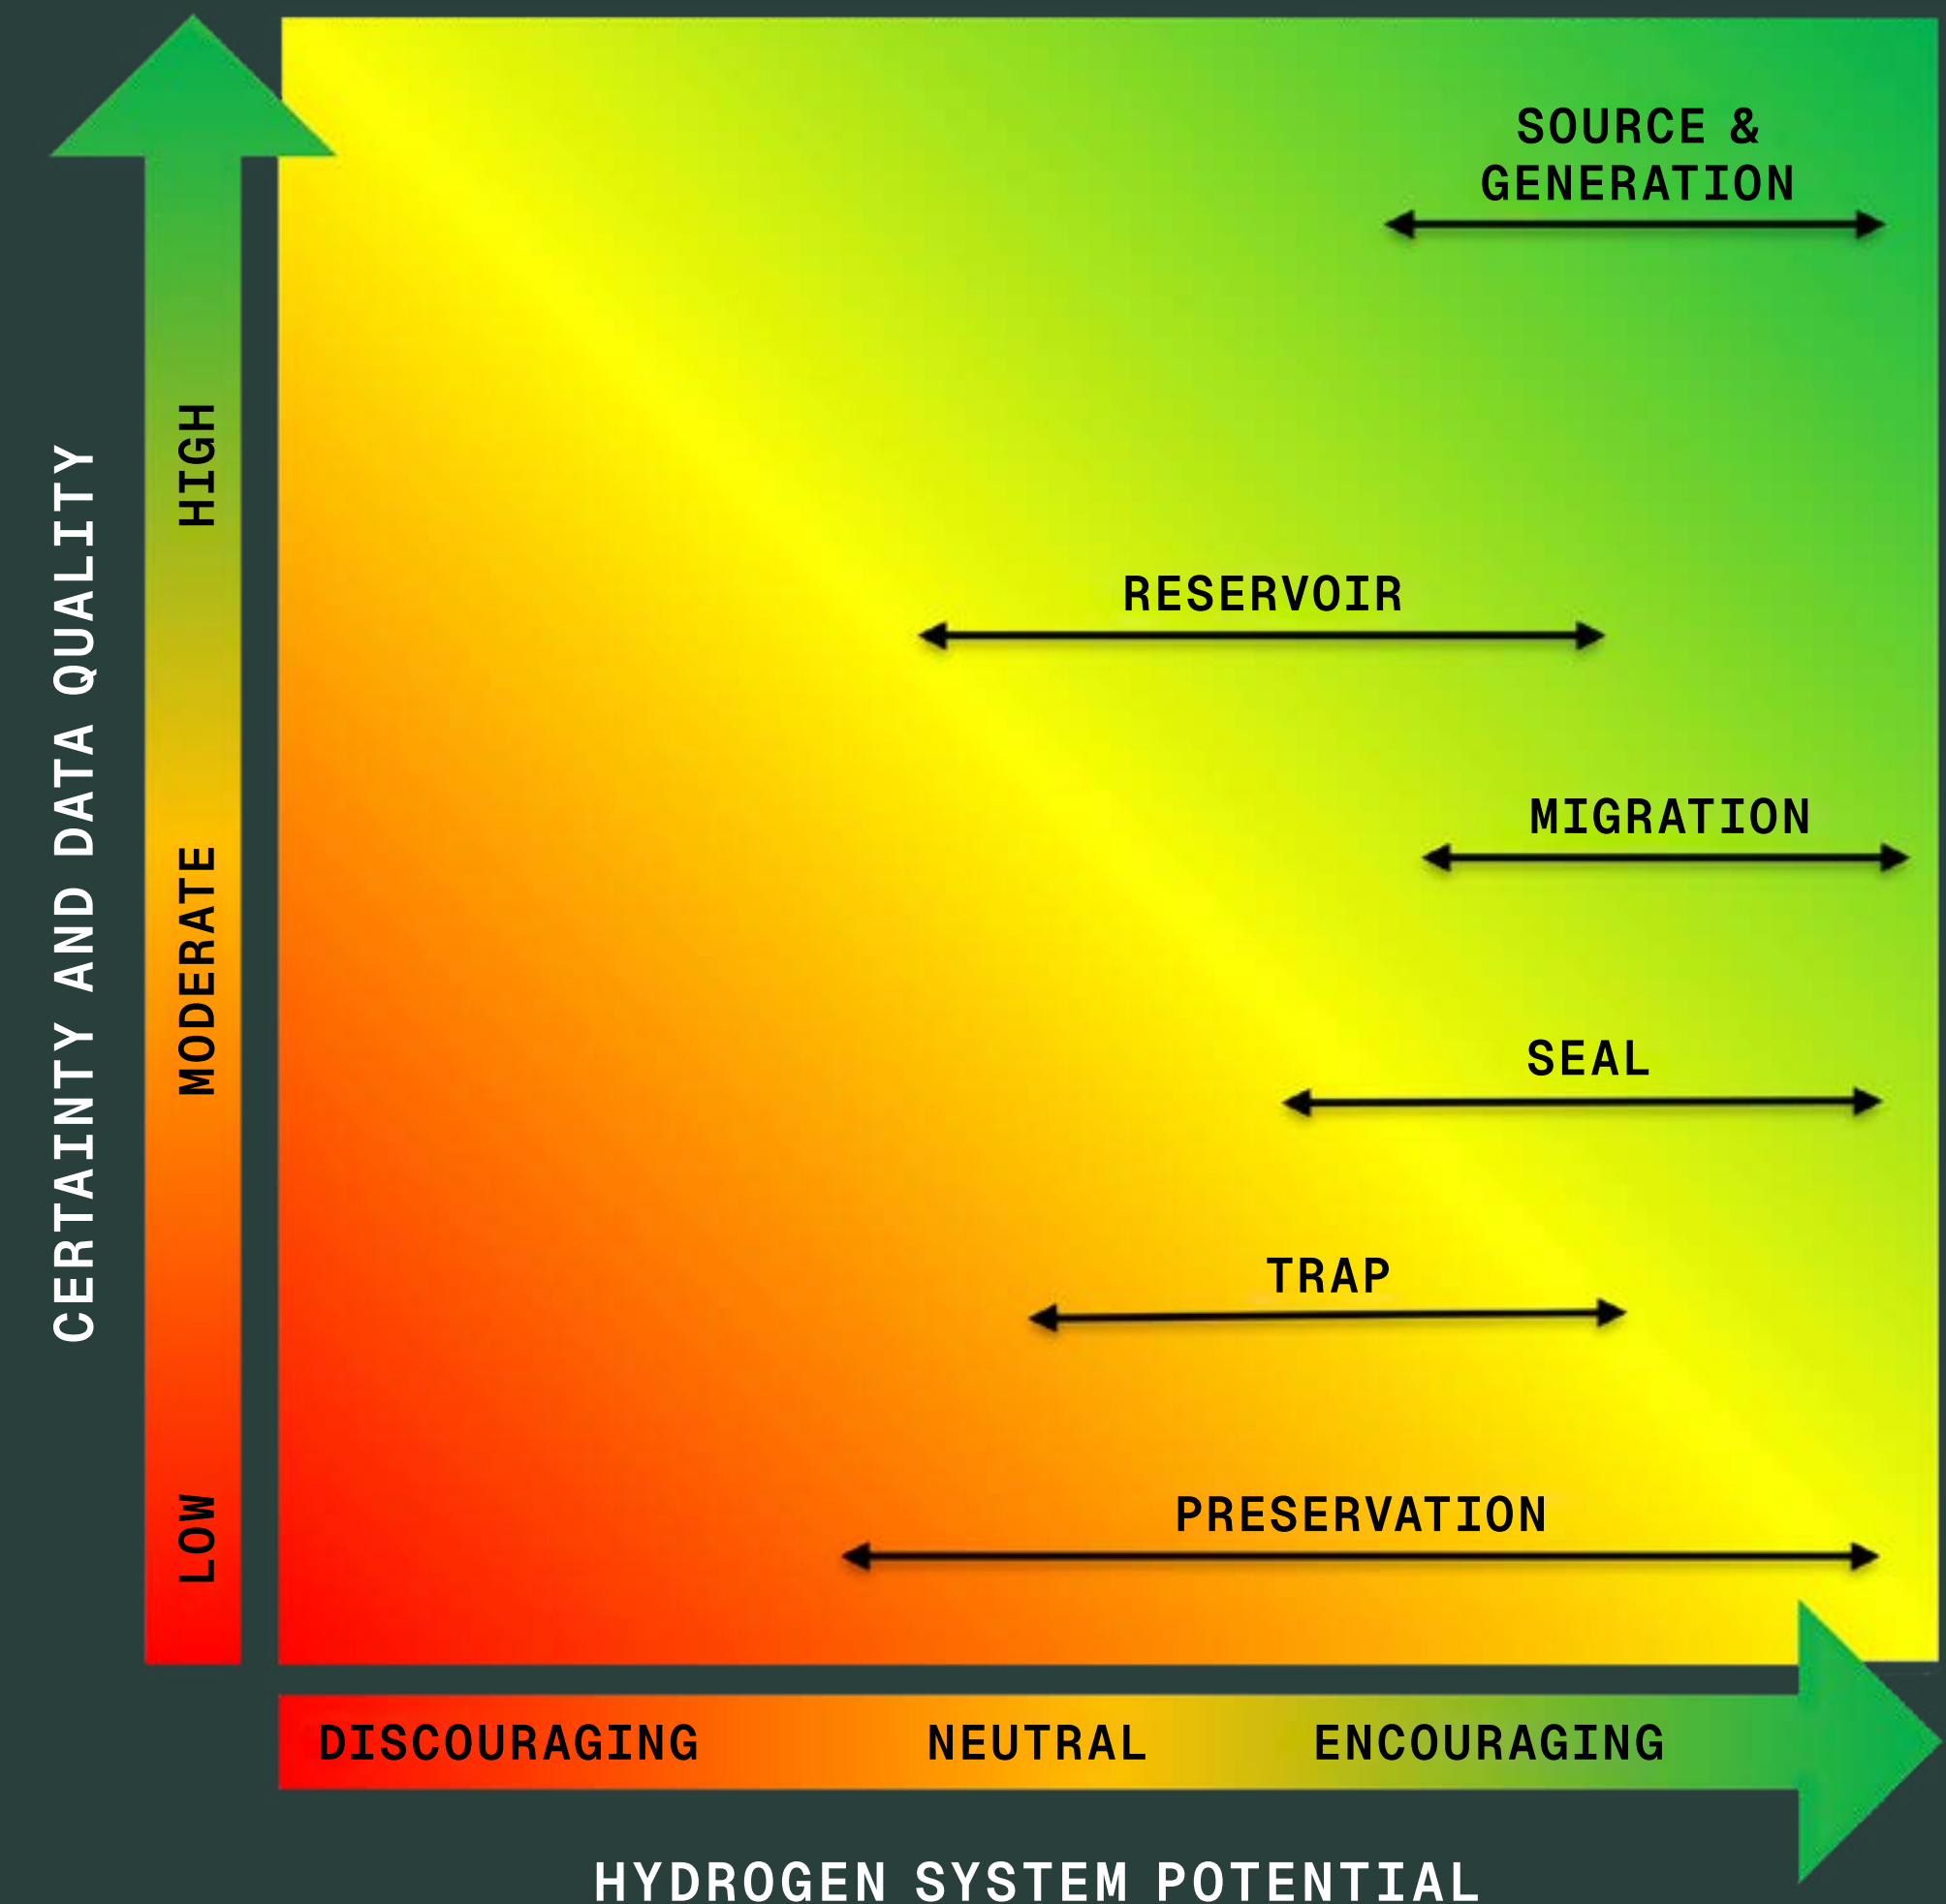 SOURCE &
GENERATION
RESERVOIR
MIGRATION
SEAL
TRAP
PRESERVATION
CERTAINTY AND DATA QUALITY
HIGH
MODERATE
LOW
DISCOURAGING
NEUTRAL
ENCOURAGING
HYDROGEN SYSTEM POTENTIAL